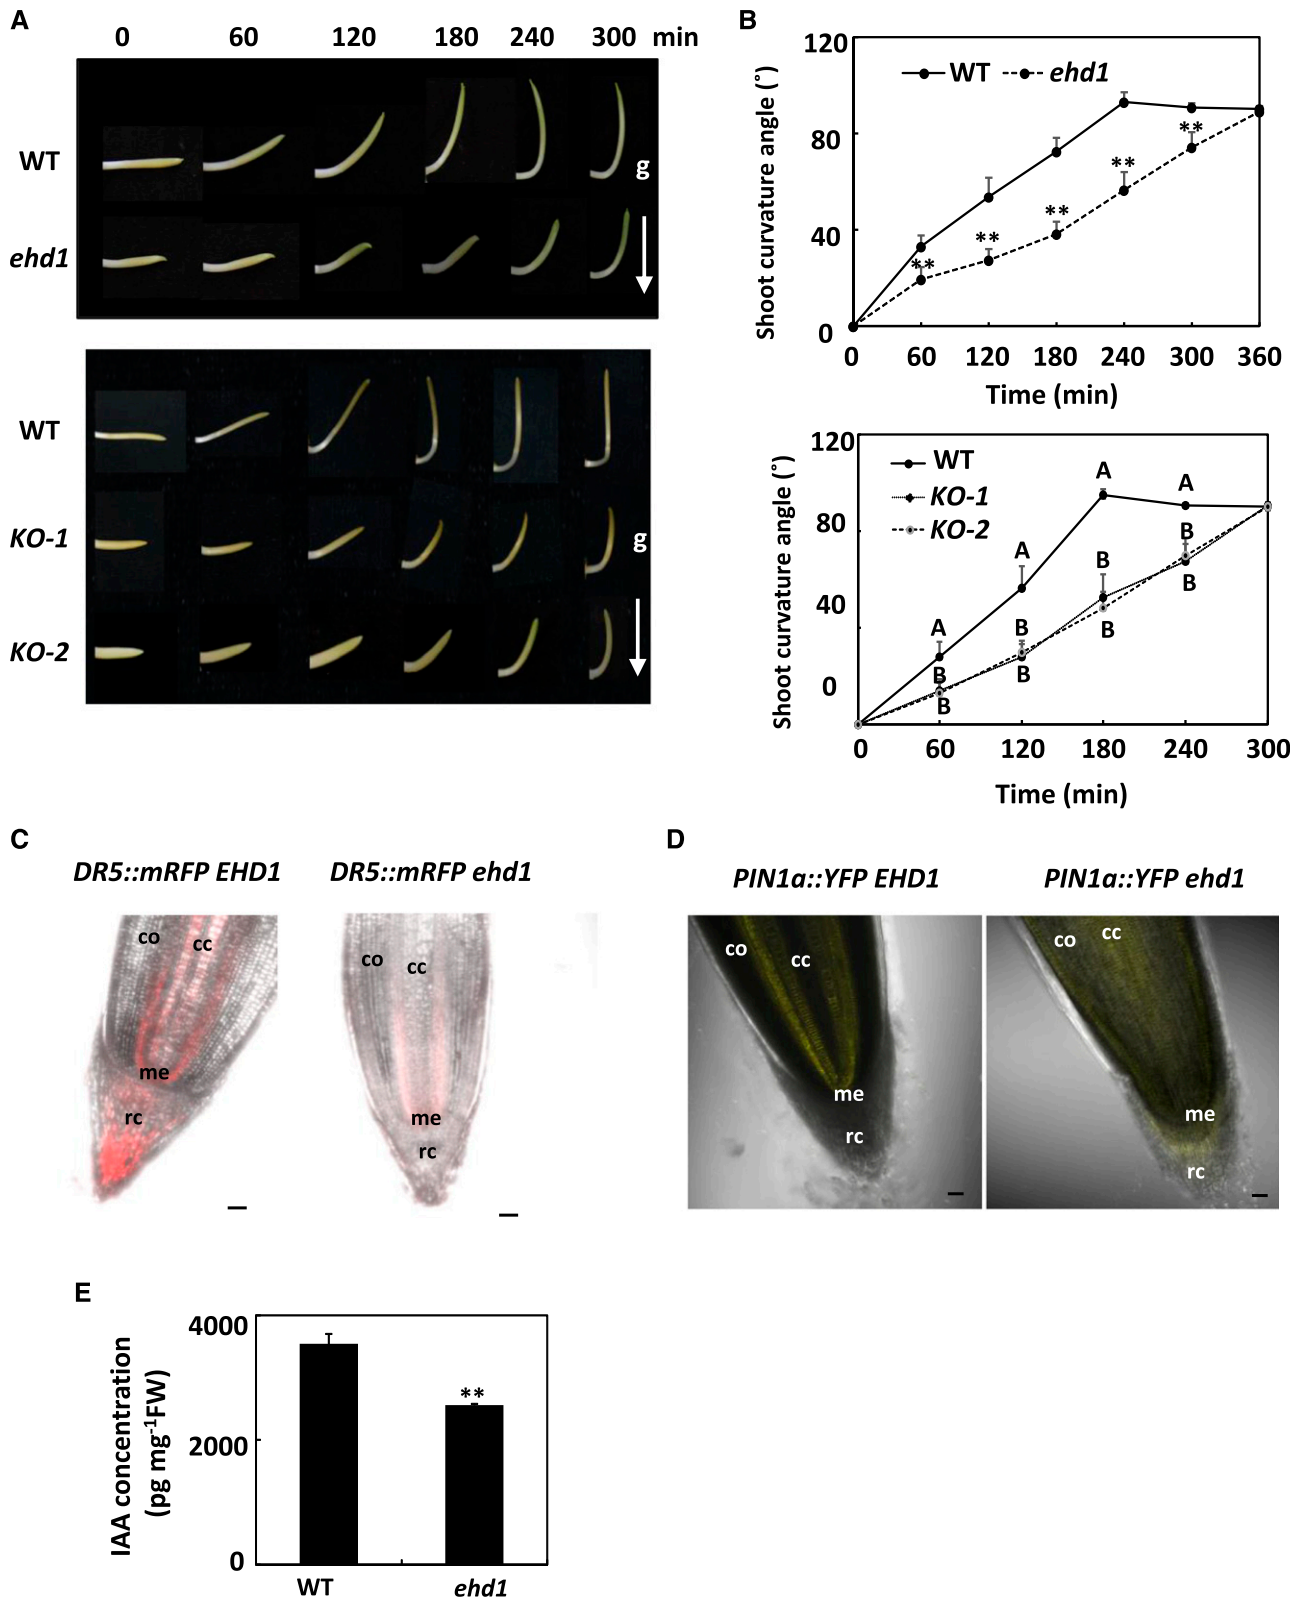 A
0 60 120 180 240 300 min
WT
ehd1
g
WT
KO-1
KO-2
g
B
Shoot curvature angle (°)
120
80
40
0
WT ehd1
**
**
**
**
**
0 60 120 180 240 300 360
Time (min)
Shoot curvature angle (°)
120
80
40
0
WT
KO-1
KO-2
A
A
A
A
B
B
B
B
B
B
B
B
0 60 120 180 240 300
Time (min)
C
DR5::mRFP EHD1 DR5::mRFP ehd1
co cc
me
rc
co cc
me
rc
D
PIN1a::YFP EHD1 PIN1a::YFP ehd1
co cc
me
rc
co cc
me
rc
E
IAA concentration
(pg mg-1FW)
4000
2000
0
**
WT ehd1